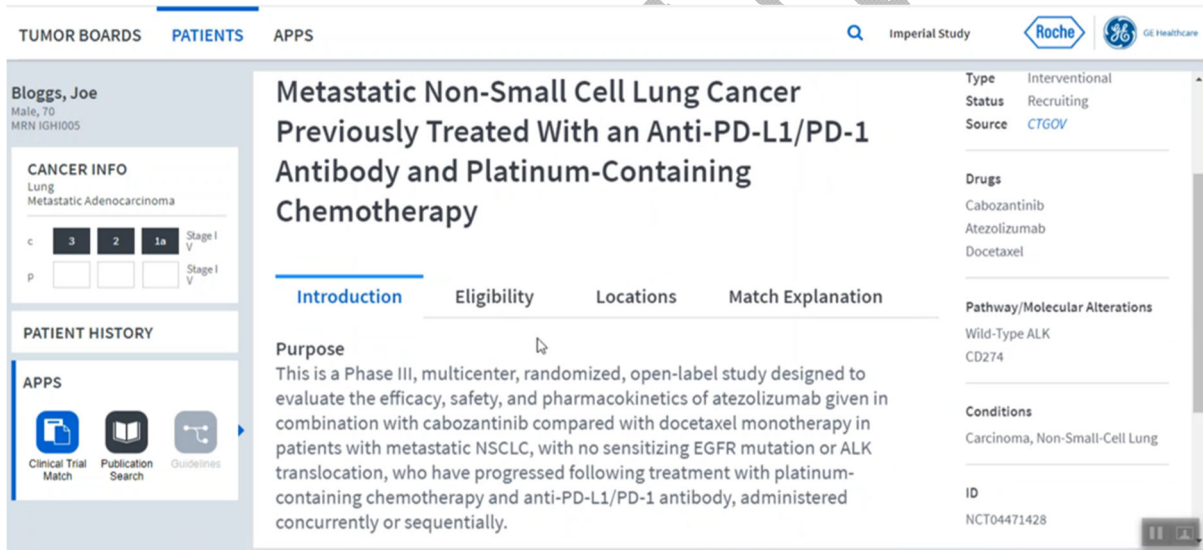 TUMOR BOARDS PATIENTS APPS Imperial Study Roche GE Healthcare
Bloggs, Joe
Male, 70
MRN IGHI005
CANCER INFO
Lung
Metastatic Adenocarcinoma
c 3 2 1a Stage I
V
p Stage I
V
PATIENT HISTORY
APPS
Clinical Trial
Match
Publication
Search
Guidelines
Metastatic Non-Small Cell Lung Cancer
Previously Treated With an Anti-PD-L1/PD-1
Antibody and Platinum-Containing
Chemotherapy
Introduction Eligibility Locations Match Explanation
Purpose
This is a Phase III, multicenter, randomized, open-label study designed to
evaluate the efficacy, safety, and pharmacokinetics of atezolizumab given in
combination with cabozantinib compared with docetaxel monotherapy in
patients with metastatic NSCLC, with no sensitizing EGFR mutation or ALK
translocation, who have progressed following treatment with platinum-
containing chemotherapy and anti-PD-L1/PD-1 antibody, administered
concurrently or sequentially.
Type Interventional
Status Recruiting
Source CTGOV
Drugs
Cabozantinib
Atezolizumab
Docetaxel
Pathway/Molecular Alterations
Wild-Type ALK
CD274
Conditions
Carcinoma, Non-Small-Cell Lung
ID
NCT04471428